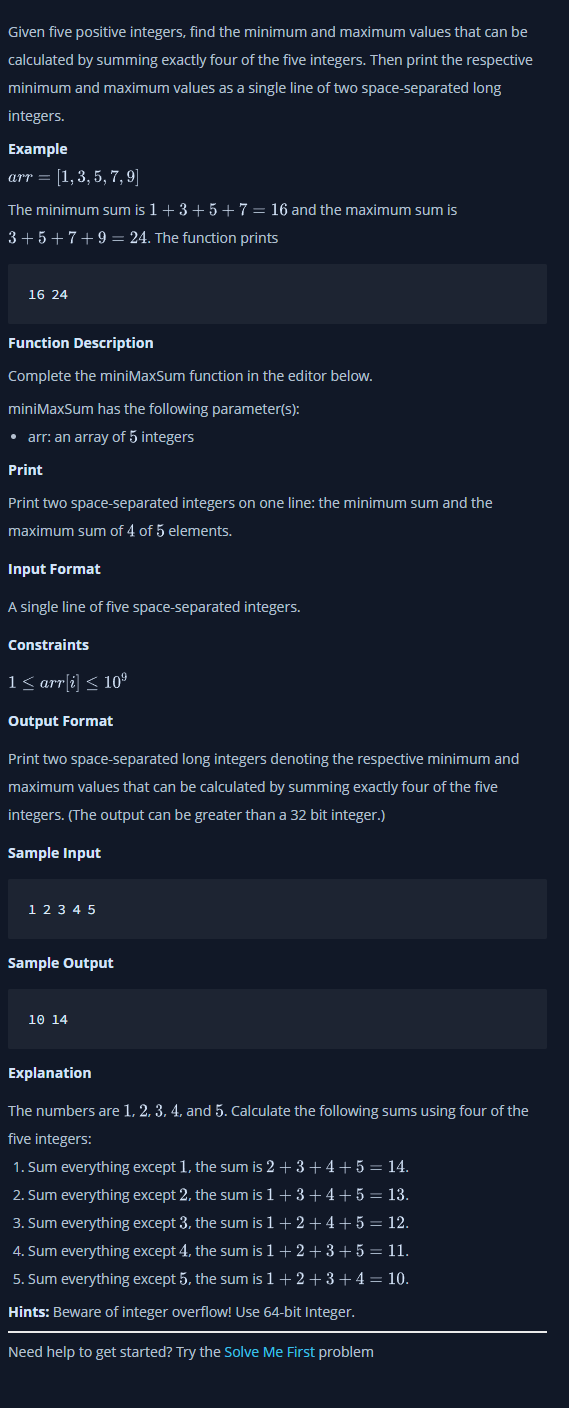 Given five positive integers, find the minimum and maximum values that can be
calculated by summing exactly four of the five integers. Then print the respective
minimum and maximum values as a single line of two space-separated long
integers.
Example
arr = [1, 3, 5, 7, 9]
The minimum sum is 1 + 3 + 5 + 7 = 16 and the maximum sum is
3 + 5 + 7 + 9 = 24. The function prints
16 24
Function Description
Complete the miniMaxSum function in the editor below.
miniMaxSum has the following parameter(s):
• arr: an array of 5 integers
Print
Print two space-separated integers on one line: the minimum sum and the
maximum sum of 4 of 5 elements.
Input Format
A single line of five space-separated integers.
Constraints
1 ≤ arr[i] ≤ 10⁹
Output Format
Print two space-separated long integers denoting the respective minimum and
maximum values that can be calculated by summing exactly four of the five
integers. (The output can be greater than a 32 bit integer.)
Sample Input
1 2 3 4 5
Sample Output
10 14
Explanation
The numbers are 1, 2, 3, 4, and 5. Calculate the following sums using four of the
five integers:
1. Sum everything except 1, the sum is 2 + 3 + 4 + 5 = 14.
2. Sum everything except 2, the sum is 1 + 3 + 4 + 5 = 13.
3. Sum everything except 3, the sum is 1 + 2 + 4 + 5 = 12.
4. Sum everything except 4, the sum is 1 + 2 + 3 + 5 = 11.
5. Sum everything except 5, the sum is 1 + 2 + 3 + 4 = 10.
Hints: Beware of integer overflow! Use 64-bit Integer.
Need help to get started? Try the Solve Me First problem